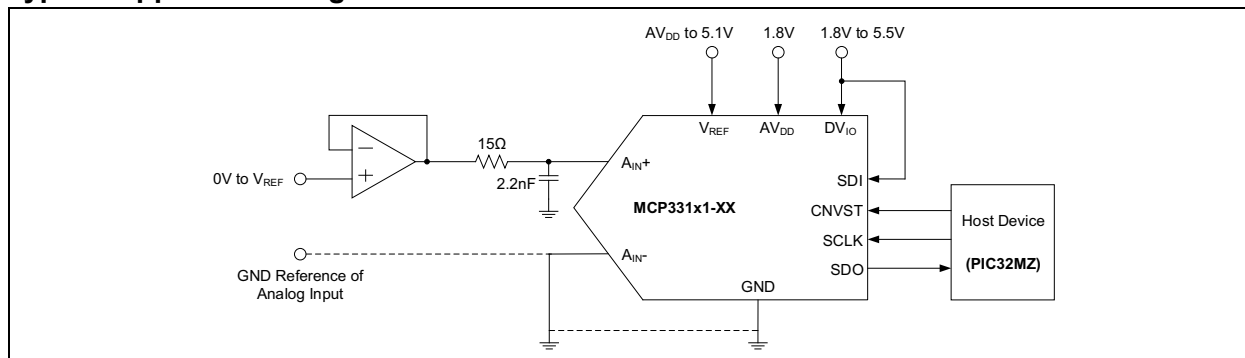 AVDD to 5.1V
1.8V
1.8V to 5.5V
VREF
AVDD
DVIO
15Ω
AIN+
0V to VREF
2.2nF
SDI
MCP331x1-XX
CNVST
Host Device
SCLK
(PIC32MZ)
SDO
AIN-
GND Reference of
Analog Input
GND